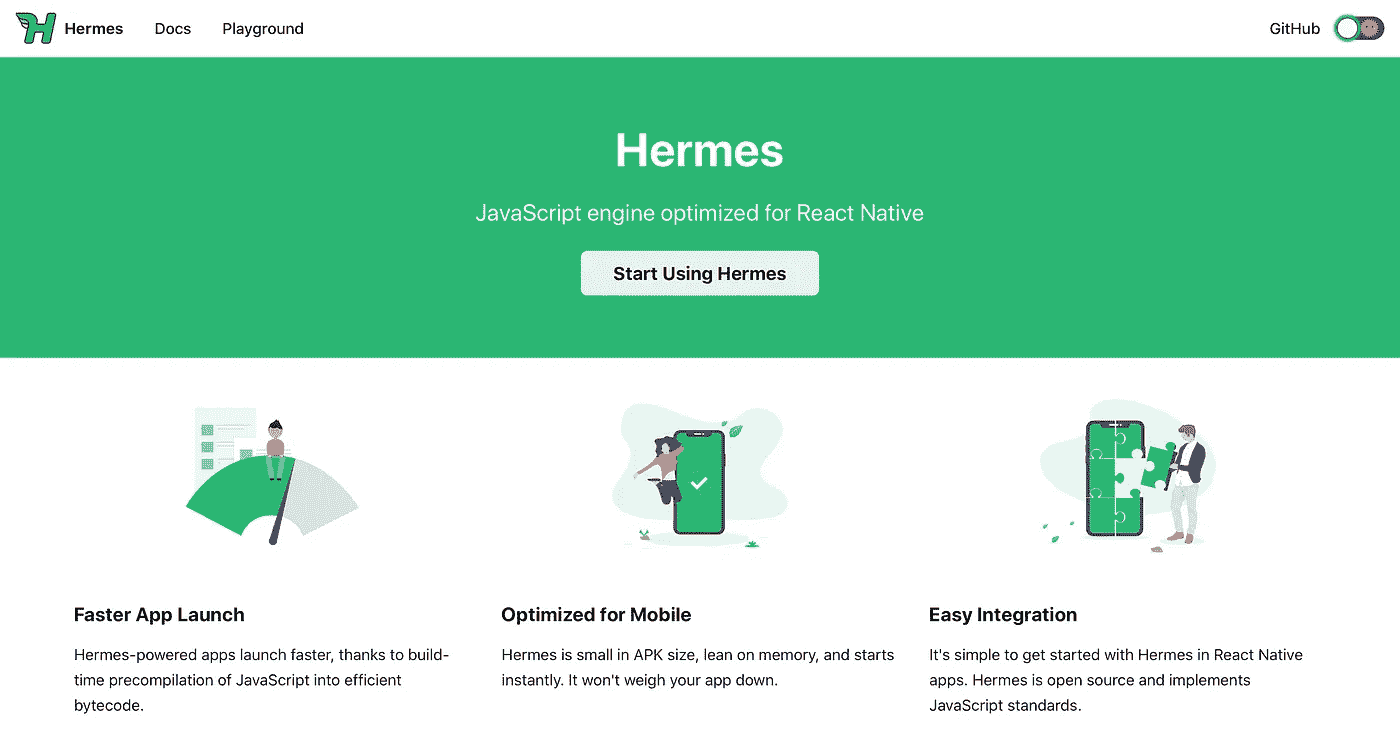 Hermes Docs Playground GitHub
Hermes
JavaScript engine optimized for React Native
Start Using Hermes
Faster App Launch
Hermes-powered apps launch faster, thanks to build-
time precompilation of JavaScript into efficient
bytecode.
Optimized for Mobile
Hermes is small in APK size, lean on memory, and starts
instantly. It won't weigh your app down.
Easy Integration
It's simple to get started with Hermes in React Native
apps. Hermes is open source and implements
JavaScript standards.